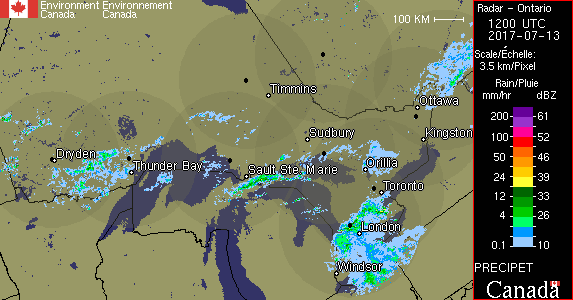 Environment Environnement
Canada Canada
100 KM
Timmins
Ottawa
Sudbury
Kingston
Dryden
Thunder Bay
Sault Ste. Marie
Orillia
Toronto
London
Windsor
Radar - Ontario
1200 UTC
2017-07-13
Scale/Échelle:
3.5 km/Pixel
Rain/Pluie
mm/hr dBZ
200 61
100 52
50 46
24 39
12 33
4 26
0.1 10
PRECIPET
Canada